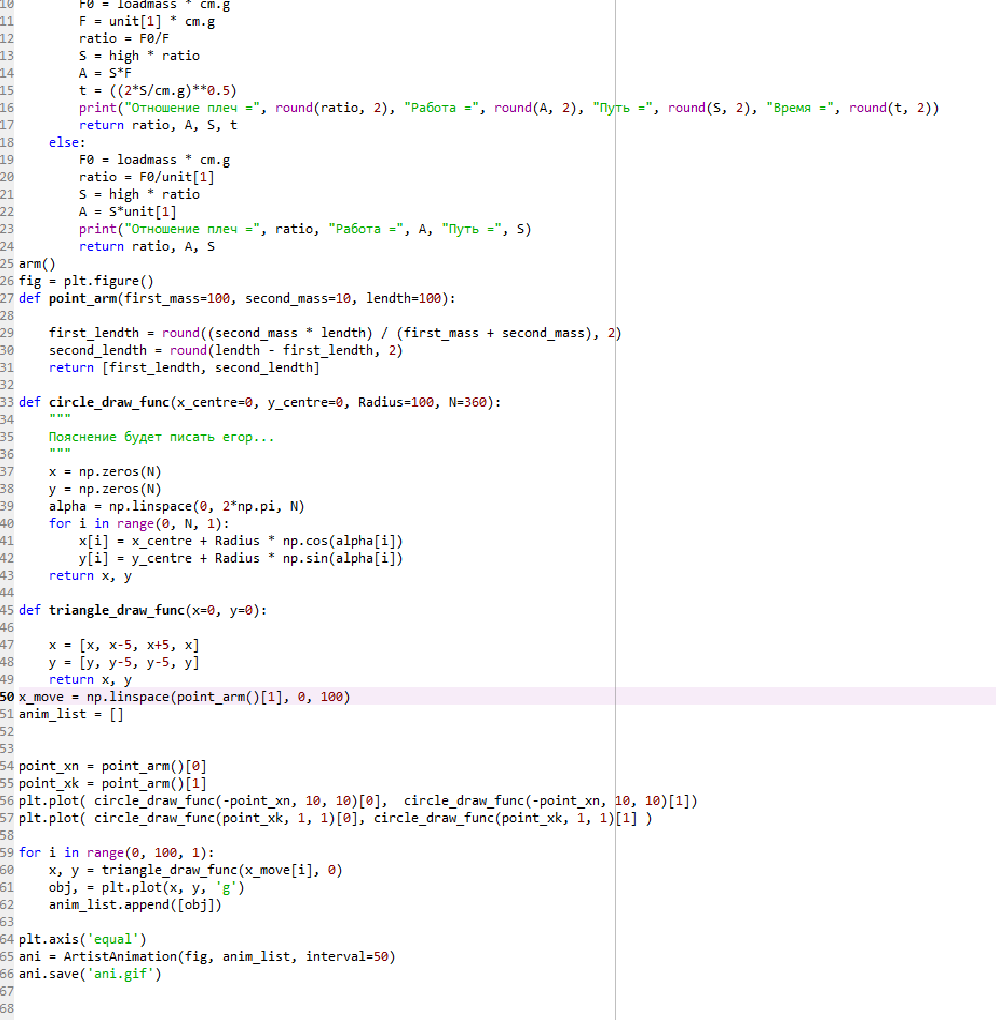 10        F0 = loadmass * cm.g
11        F = unit[1] * cm.g
12        ratio = F0/F
13        S = high * ratio
14        A = S*F
15        t = ((2*S/cm.g)**0.5)
16        print("Отношение плеч =", round(ratio, 2), "Работа =", round(A, 2), "Путь =", round(S, 2), "Время =", round(t, 2))
17        return ratio, A, S, t
18    else:
19        F0 = loadmass * cm.g
20        ratio = F0/unit[1]
21        S = high * ratio
22        A = S*unit[1]
23        print("Отношение плеч =", ratio, "Работа =", A, "Путь =", S)
24        return ratio, A, S
25 arm()
26 fig = plt.figure()
27 def point_arm(first_mass=100, second_mass=10, length=100):
28
29    first_length = round((second_mass * length) / (first_mass + second_mass), 2)
30    second_length = round(length - first_length, 2)
31    return [first_length, second_length]
32
33 def circle_draw_func(x_centre=0, y_centre=0, Radius=100, N=360):
34    """
35    Пояснение будет писать егор...
36    """
37    x = np.zeros(N)
38    y = np.zeros(N)
39    alpha = np.linspace(0, 2*np.pi, N)
40    for i in range(0, N, 1):
41        x[i] = x_centre + Radius * np.cos(alpha[i])
42        y[i] = y_centre + Radius * np.sin(alpha[i])
43    return x, y
44
45 def triangle_draw_func(x=0, y=0):
46
47    x = [x, x-5, x+5, x]
48    y = [y, y-5, y-5, y]
49    return x, y
50 x_move = np.linspace(point_arm()[1], 0, 100)
51 anim_list = []
52
53
54 point_xn = point_arm()[0]
55 point_xk = point_arm()[1]
56 plt.plot( circle_draw_func(-point_xn, 10, 10)[0],  circle_draw_func(-point_xn, 10, 10)[1])
57 plt.plot( circle_draw_func(point_xk, 1, 1)[0], circle_draw_func(point_xk, 1, 1)[1] )
58
59 for i in range(0, 100, 1):
60    x, y = triangle_draw_func(x_move[i], 0)
61    obj, = plt.plot(x, y, 'g')
62    anim_list.append([obj])
63
64 plt.axis('equal')
65 ani = ArtistAnimation(fig, anim_list, interval=50)
66 ani.save('ani.gif')
67
68